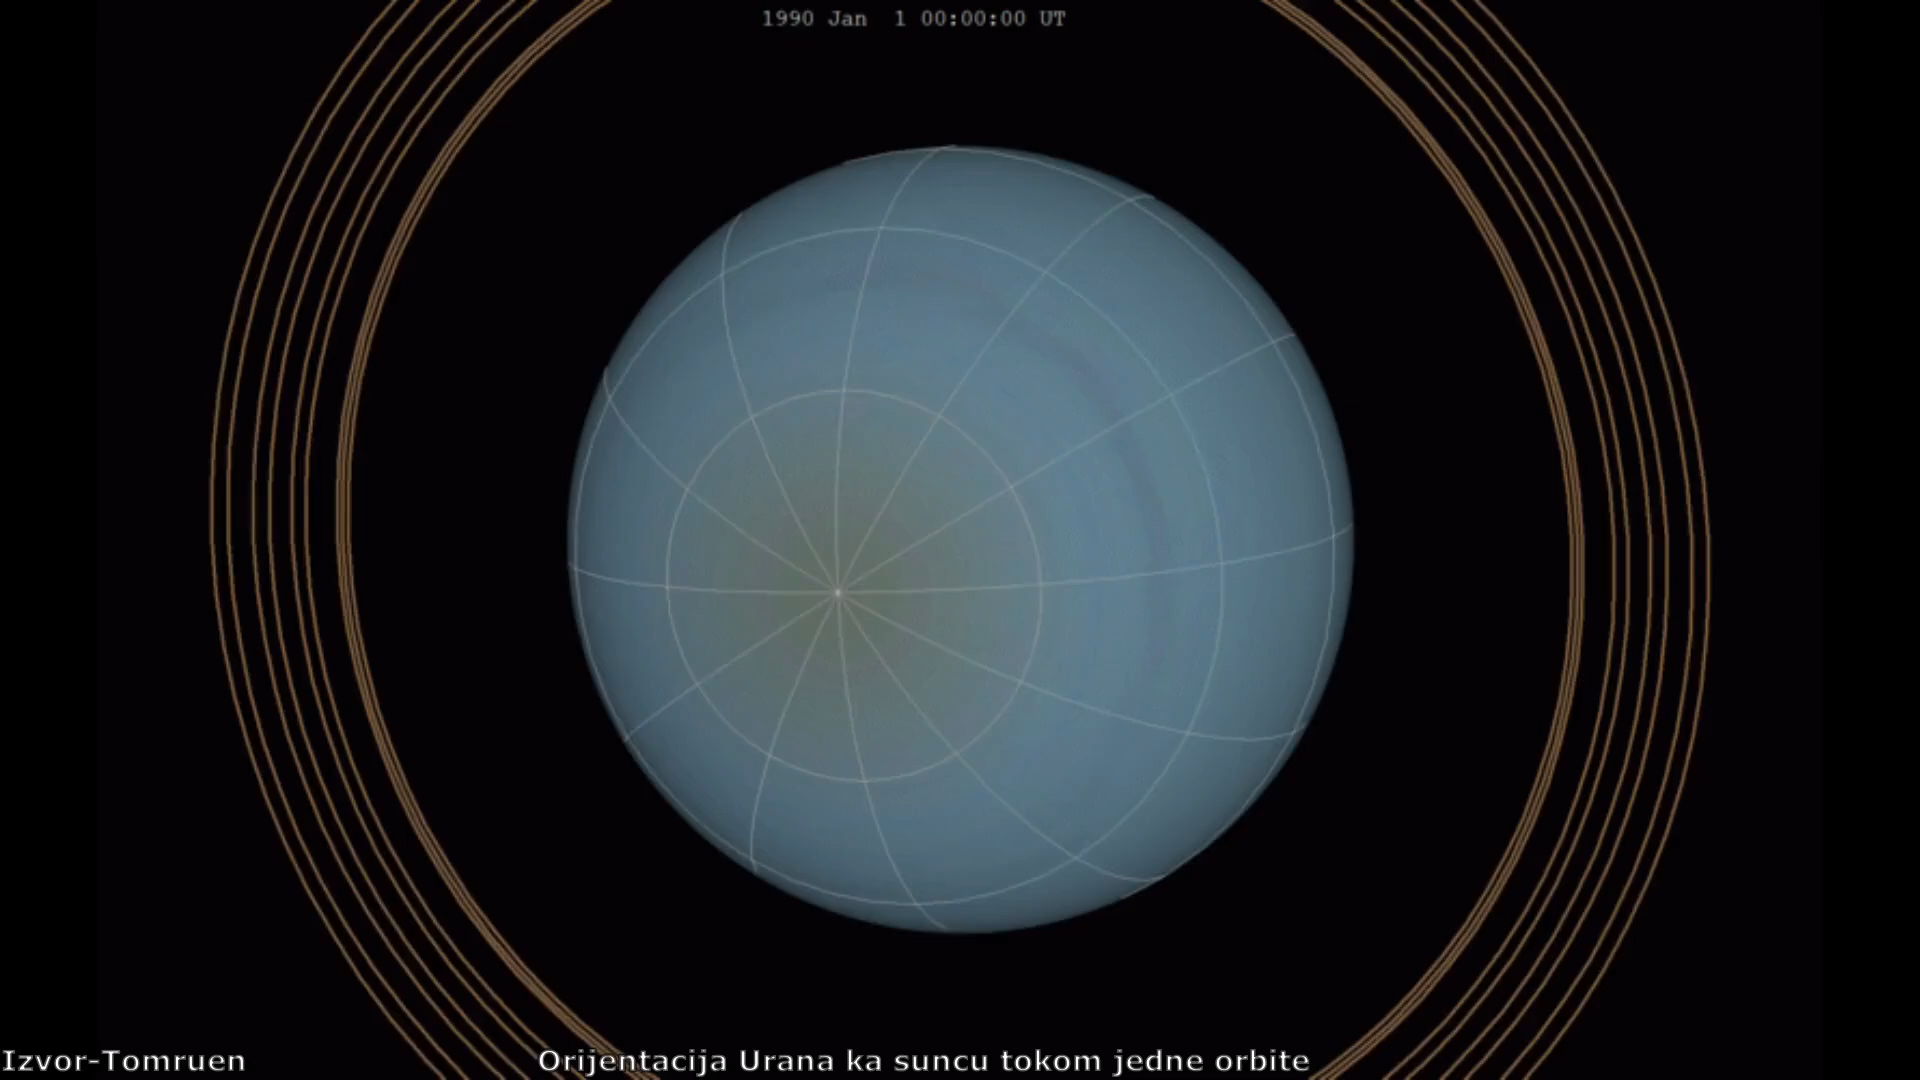 1990 Jan  1 00:00:00 UT
Izvor-Tomruen
Orijentacija Urana ka suncu tokom jedne orbite